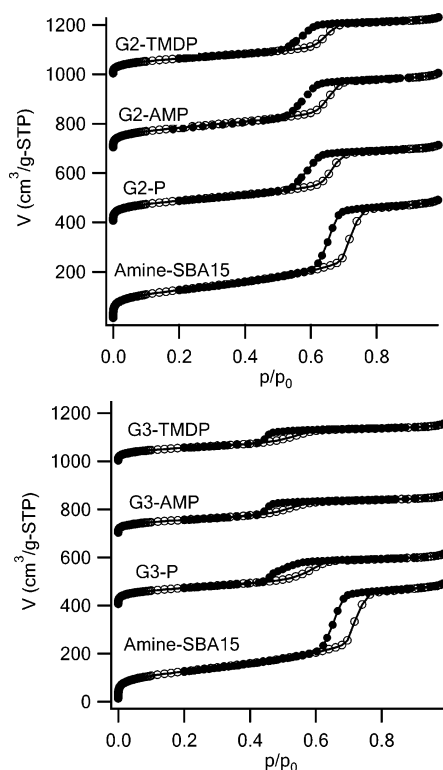 1200
1000
800
600
400
200
V (cm³/g-STP)
G2-TMDP
G2-AMP
G2-P
Amine-SBA15
0.0 0.2 0.4 0.6 0.8
p/p₀
1200
1000
800
600
400
200
0
V (cm³/g-STP)
G3-TMDP
G3-AMP
G3-P
Amine-SBA15
0.0 0.2 0.4 0.6 0.8
p/p₀